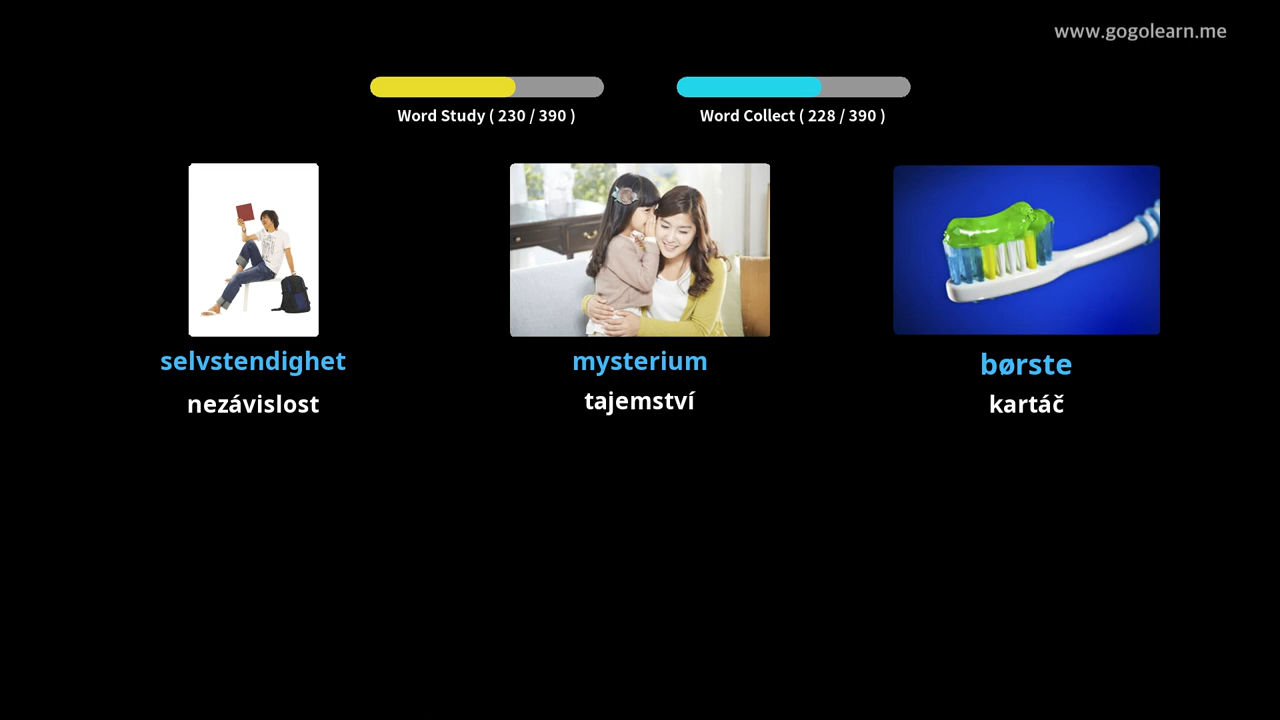 www.gogolearn.me
Word Study ( 230 / 390 )
Word Collect ( 228 / 390 )
selvstendighet
mysterium
børste
nezávislost
tajemství
kartáč